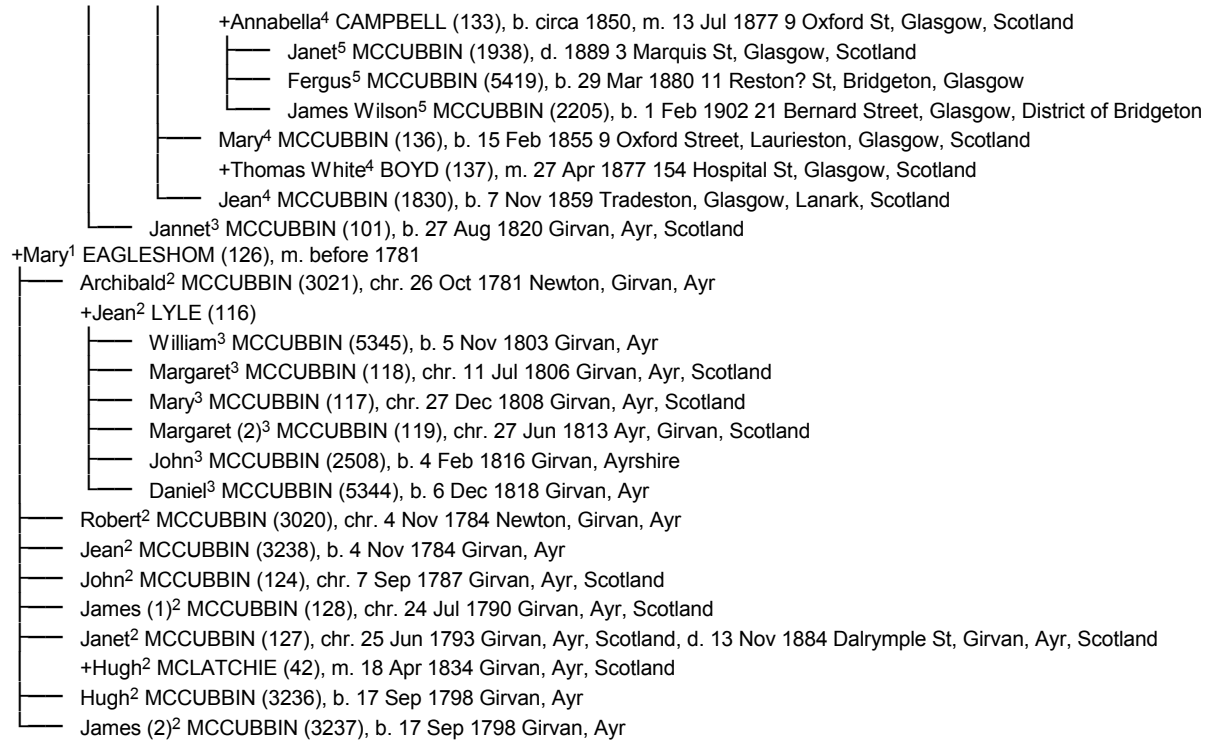 +Annabella⁴ CAMPBELL (133), b. circa 1850, m. 13 Jul 1877 9 Oxford St, Glasgow, Scotland
Janet⁵ MCCUBBIN (1938), d. 1889 3 Marquis St, Glasgow, Scotland
Fergus⁵ MCCUBBIN (5419), b. 29 Mar 1880 11 Reston? St, Bridgeton, Glasgow
James Wilson⁵ MCCUBBIN (2205), b. 1 Feb 1902 21 Bernard Street, Glasgow, District of Bridgeton
Mary⁴ MCCUBBIN (136), b. 15 Feb 1855 9 Oxford Street, Laurieston, Glasgow, Scotland
+Thomas White⁴ BOYD (137), m. 27 Apr 1877 154 Hospital St, Glasgow, Scotland
Jean⁴ MCCUBBIN (1830), b. 7 Nov 1859 Tradeston, Glasgow, Lanark, Scotland
Jannet³ MCCUBBIN (101), b. 27 Aug 1820 Girvan, Ayr, Scotland
+Mary¹ EAGLESHOM (126), m. before 1781
Archibald² MCCUBBIN (3021), chr. 26 Oct 1781 Newton, Girvan, Ayr
+Jean² LYLE (116)
William³ MCCUBBIN (5345), b. 5 Nov 1803 Girvan, Ayr
Margaret³ MCCUBBIN (118), chr. 11 Jul 1806 Girvan, Ayr, Scotland
Mary³ MCCUBBIN (117), chr. 27 Dec 1808 Girvan, Ayr, Scotland
Margaret (2)³ MCCUBBIN (119), chr. 27 Jun 1813 Ayr, Girvan, Scotland
John³ MCCUBBIN (2508), b. 4 Feb 1816 Girvan, Ayrshire
Daniel³ MCCUBBIN (5344), b. 6 Dec 1818 Girvan, Ayr
Robert² MCCUBBIN (3020), chr. 4 Nov 1784 Newton, Girvan, Ayr
Jean² MCCUBBIN (3238), b. 4 Nov 1784 Girvan, Ayr
John² MCCUBBIN (124), chr. 7 Sep 1787 Girvan, Ayr, Scotland
James (1)² MCCUBBIN (128), chr. 24 Jul 1790 Girvan, Ayr, Scotland
Janet² MCCUBBIN (127), chr. 25 Jun 1793 Girvan, Ayr, Scotland, d. 13 Nov 1884 Dalrymple St, Girvan, Ayr, Scotland
+Hugh² MCLATCHIE (42), m. 18 Apr 1834 Girvan, Ayr, Scotland
Hugh² MCCUBBIN (3236), b. 17 Sep 1798 Girvan, Ayr
James (2)² MCCUBBIN (3237), b. 17 Sep 1798 Girvan, Ayr